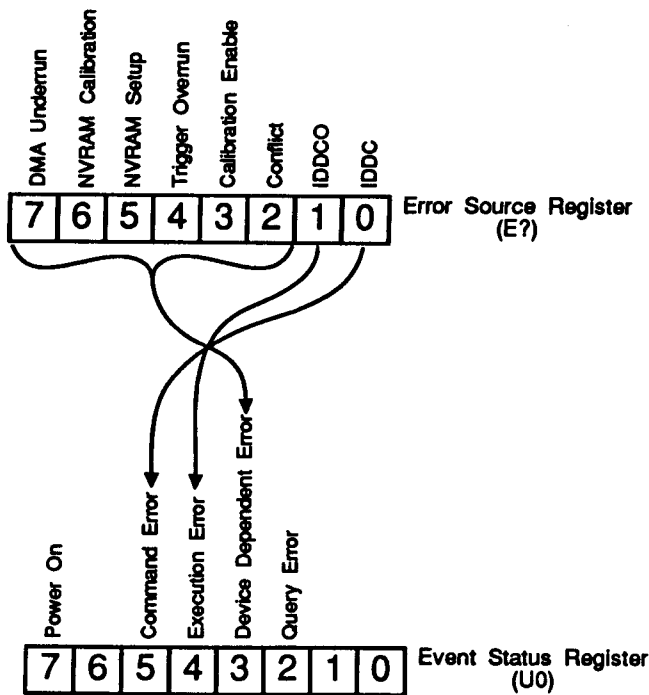 DMA Underrun
NVRAM Calibration
NVRAM Setup
Trigger Overrun
Calibration Enable
Conflict
IDDCO
IDDC
7 6 5 4 3 2 1 0
Error Source Register
(E?)
Power On
Command Error
Execution Error
Device Dependent Error
Query Error
7 6 5 4 3 2 1 0
Event Status Register
(U0)